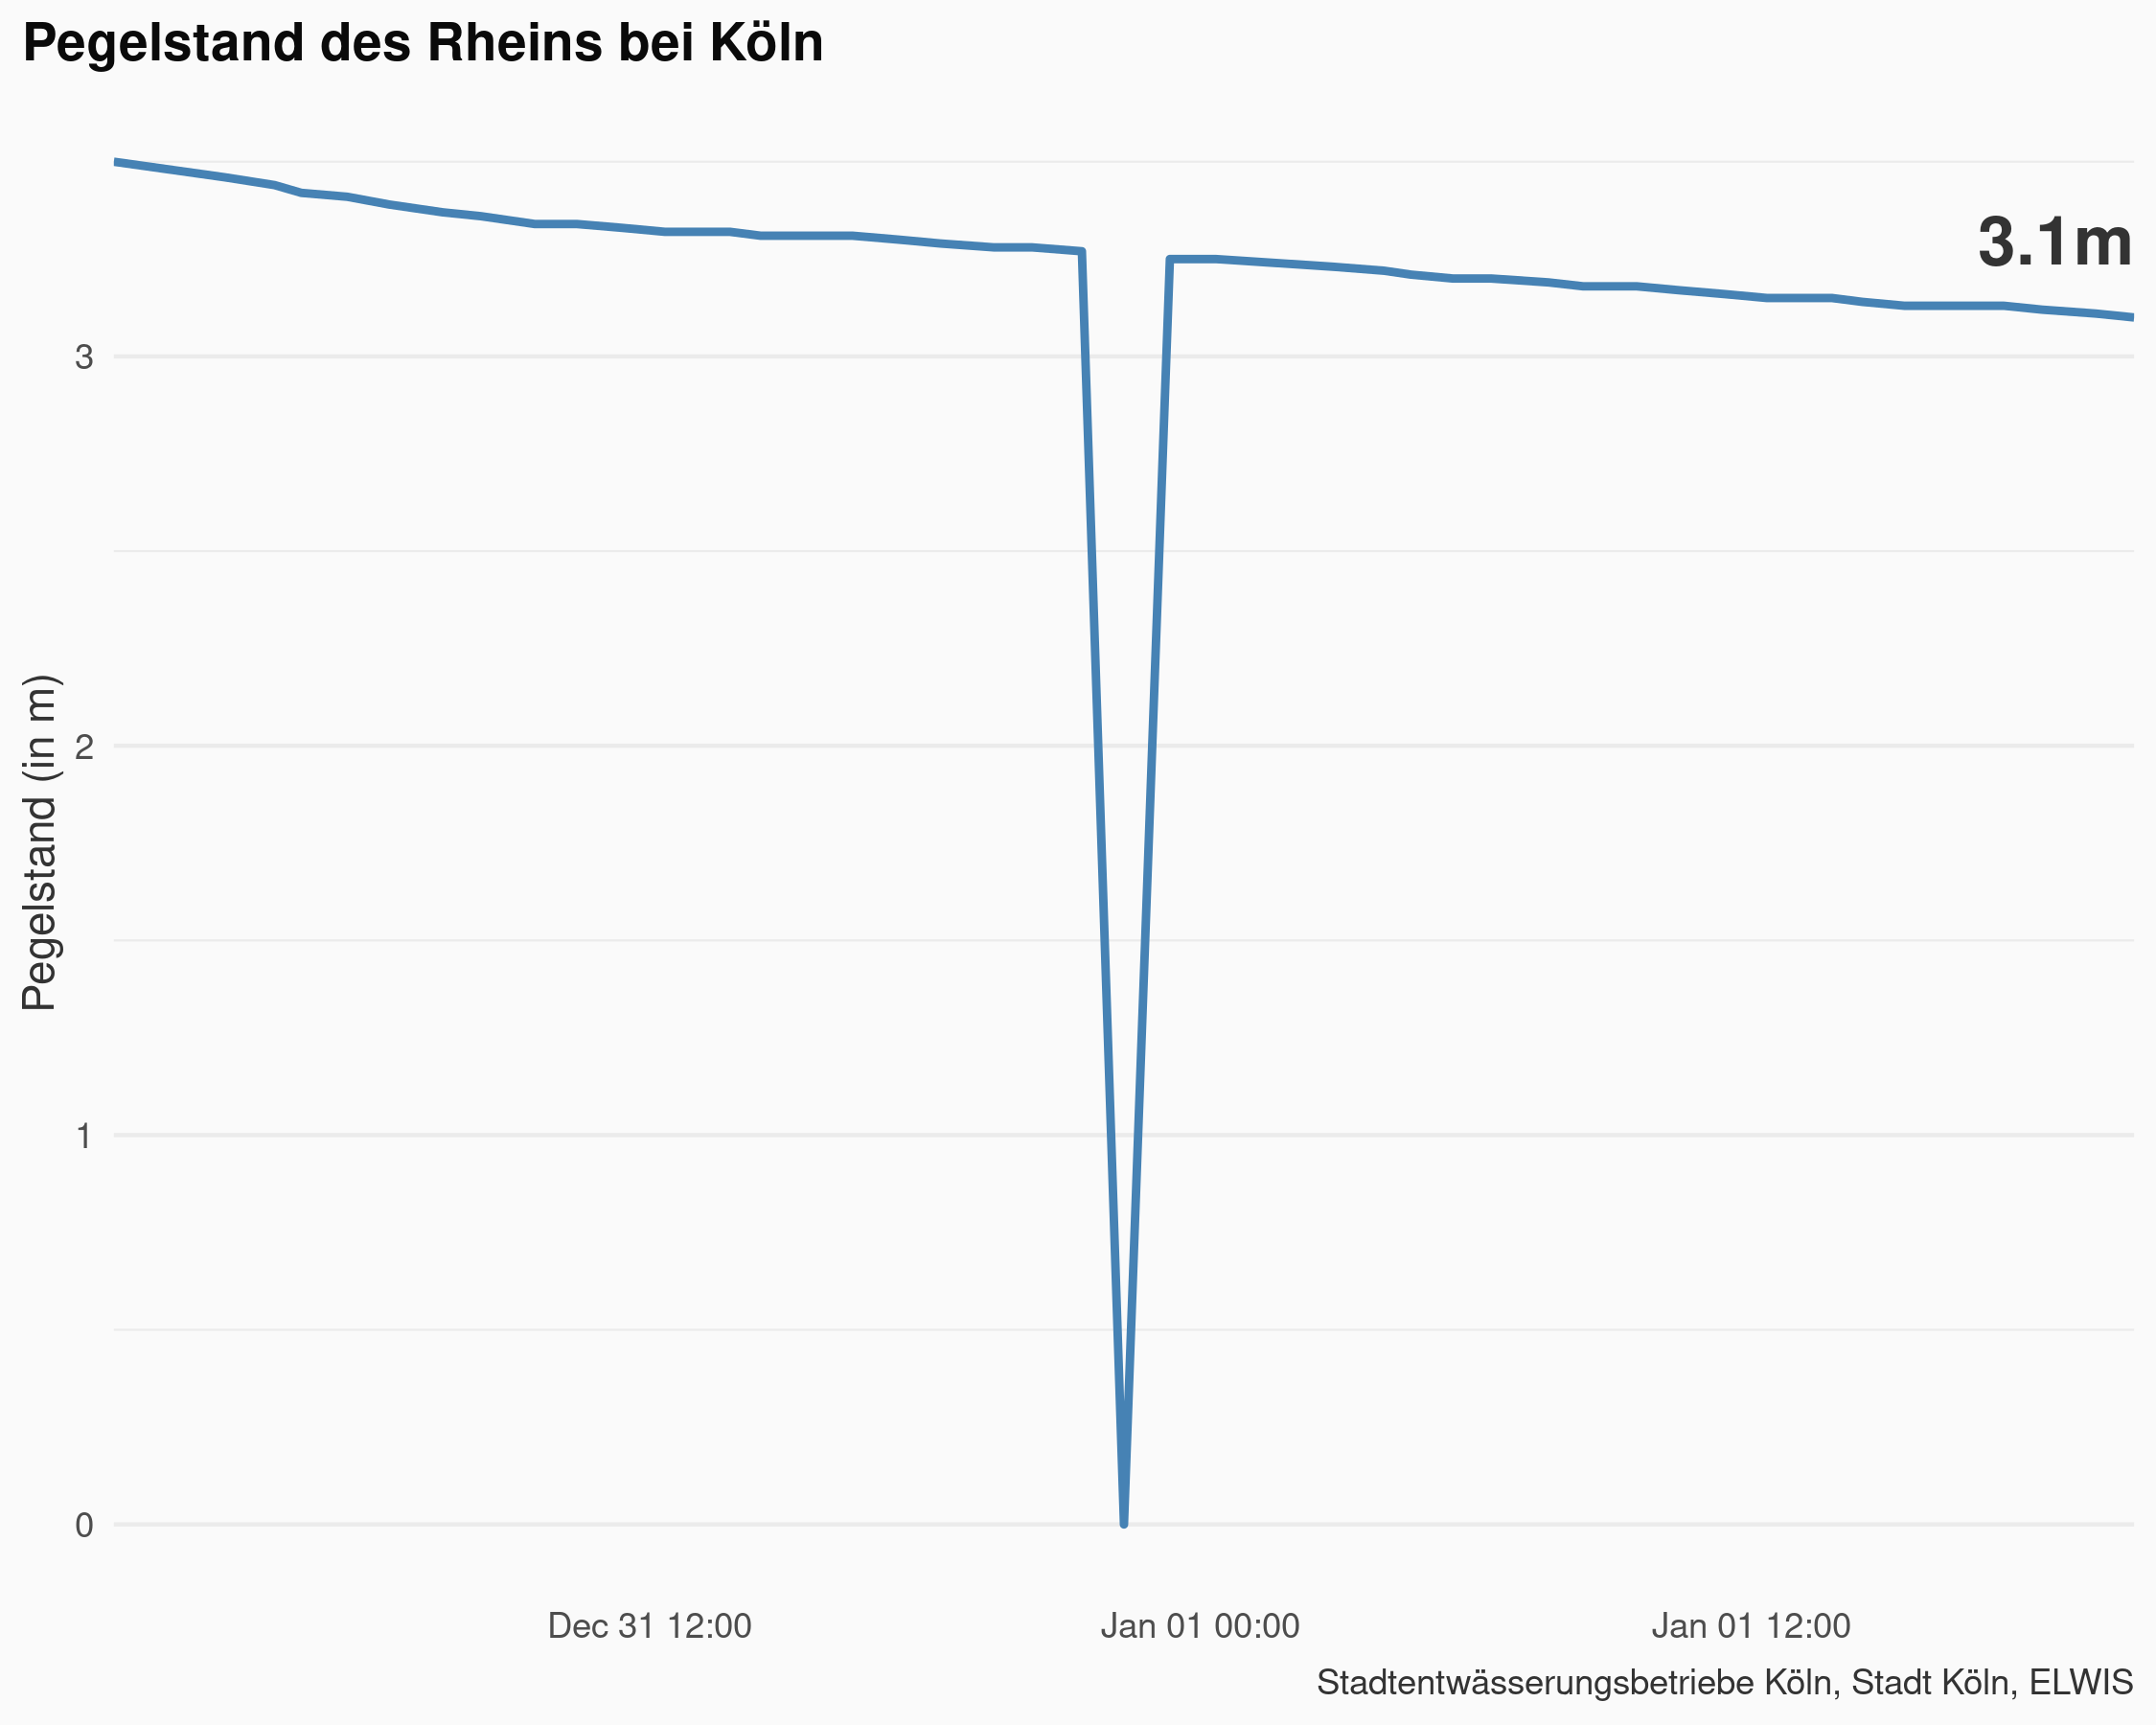 Pegelstand des Rheins bei Köln
3.1m
Pegelstand (in m)
3
2
1
0
Dec 31 12:00
Jan 01 00:00
Jan 01 12:00
Stadtentwässerungsbetriebe Köln, Stadt Köln, ELWIS